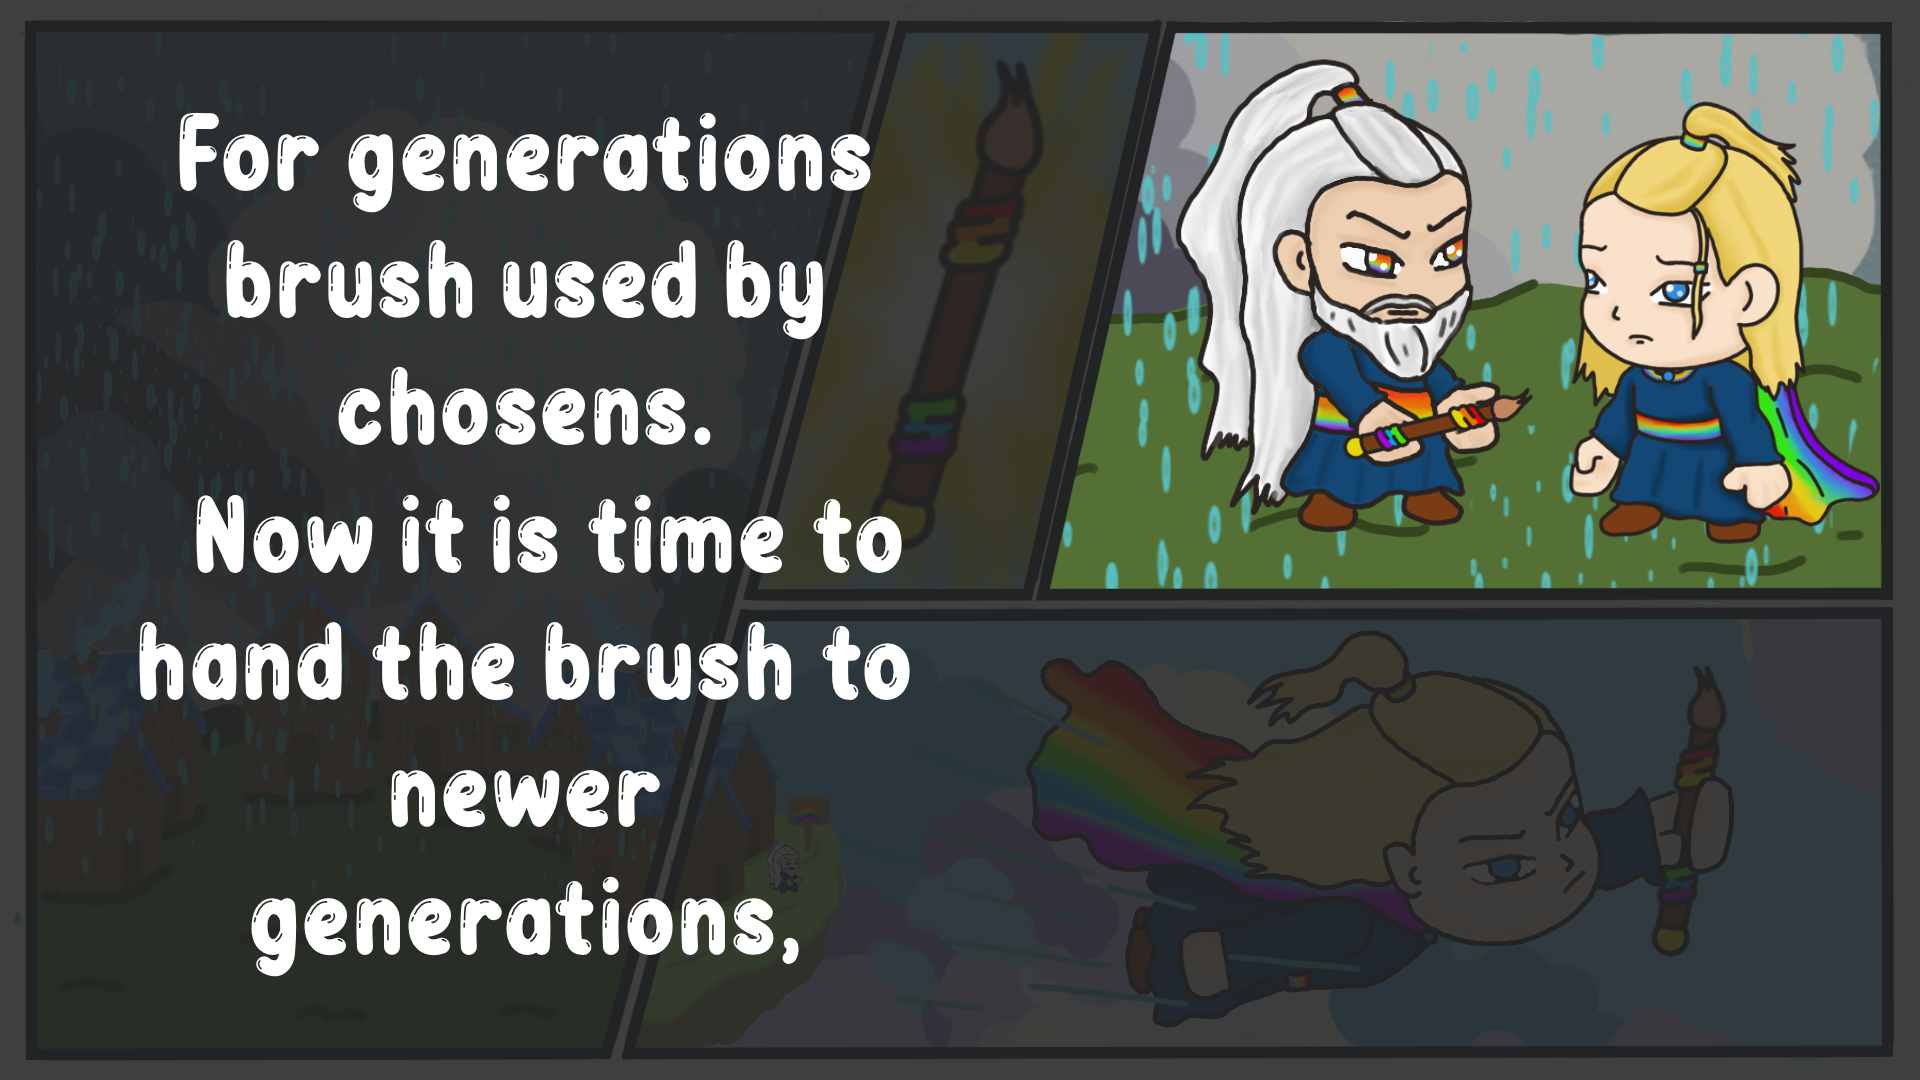 For generations
brush used by
chosens.
Now it is time to
hand the brush to
newer
generations,